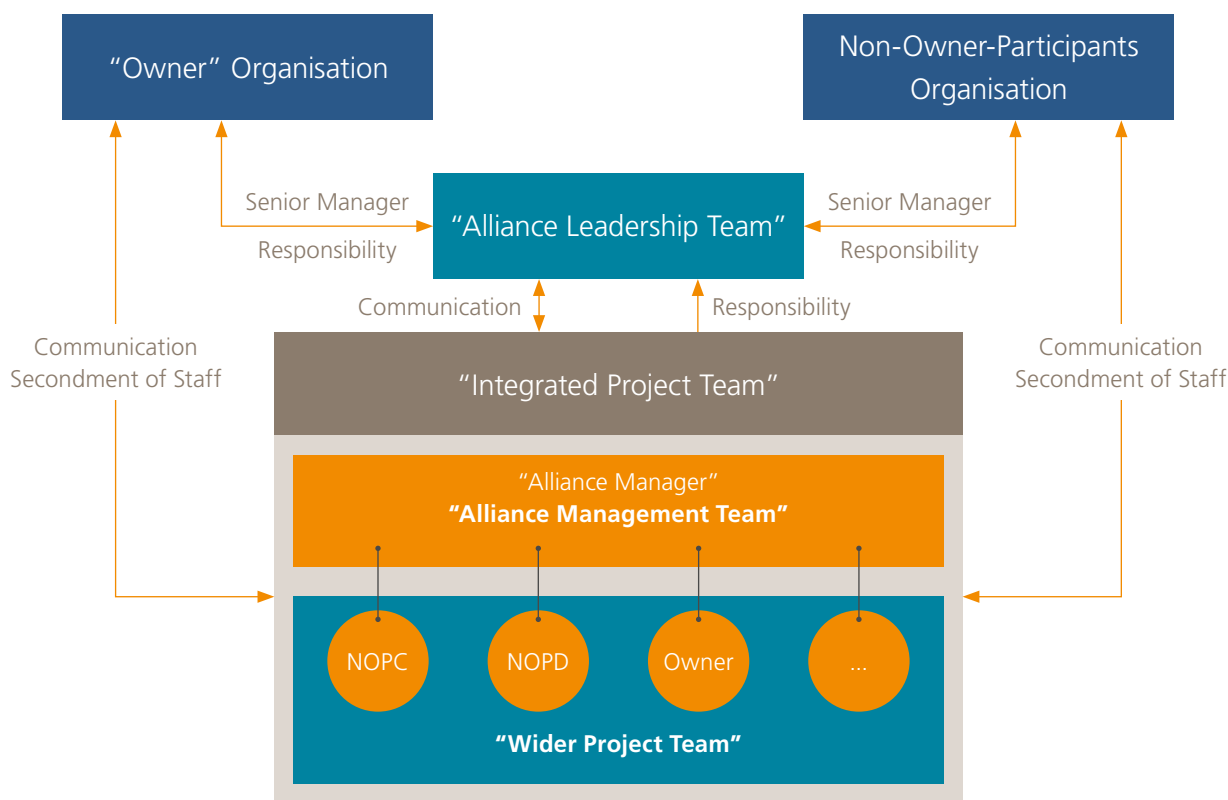 “Owner” Organisation
Non-Owner-Participants
Organisation
Senior Manager
Responsibility
“Alliance Leadership Team”
Senior Manager
Responsibility
Communication
Responsibility
Communication
Secondment of Staff
Communication
Secondment of Staff
“Integrated Project Team”
“Alliance Manager”
“Alliance Management Team”
NOPC
NOPD
Owner
...
“Wider Project Team”